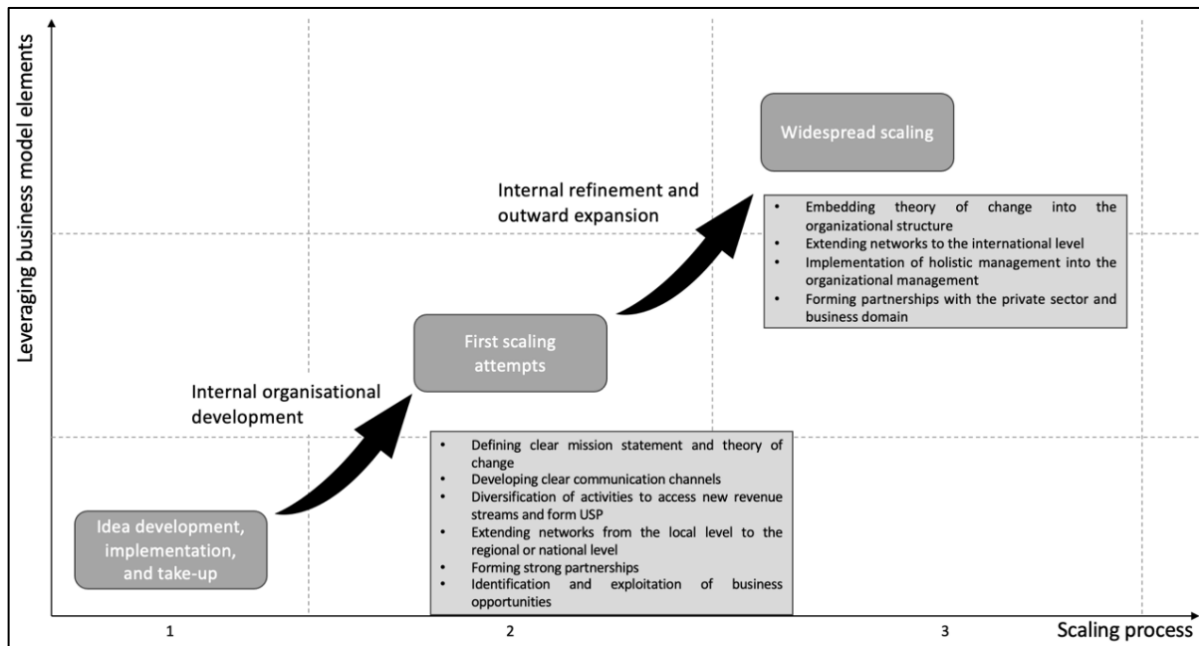 Leveraging business model elements
Widespread scaling
Internal refinement and
outward expansion
• Embedding theory of change into the
organizational structure
• Extending networks to the international level
• Implementation of holistic management into the
organizational management
• Forming partnerships with the private sector and
business domain
First scaling
attempts
Internal organisational
development
• Defining clear mission statement and theory of
change
• Developing clear communication channels
• Diversification of activities to access new revenue
streams and form USP
• Extending networks from the local level to the
regional or national level
• Forming strong partnerships
• Identification and exploitation of business
opportunities
Idea development,
implementation,
and take-up
1 2 3 Scaling process